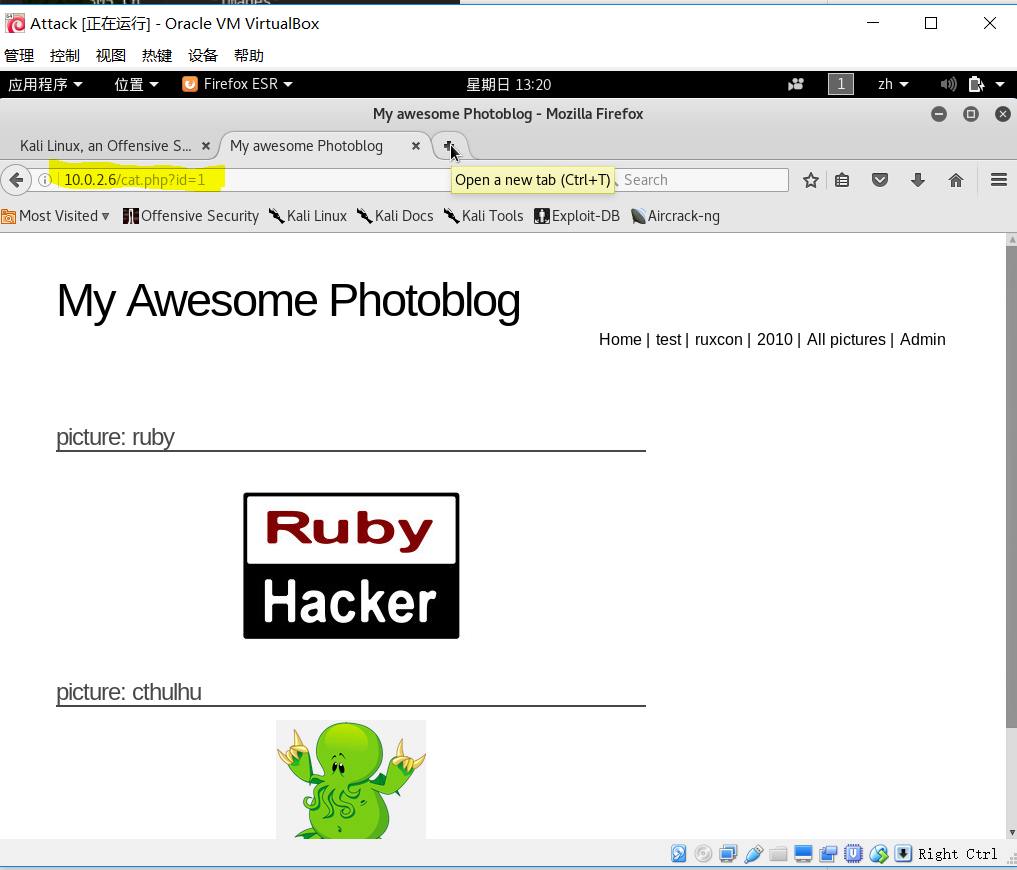 Attack [正在运行] - Oracle VM VirtualBox
管理 控制 视图 热键 设备 帮助
应用程序 位置 Firefox ESR 星期日 13:20 1 zh
My awesome Photoblog - Mozilla Firefox
Kali Linux, an Offensive S... My awesome Photoblog
10.0.2.6/cat.php?id=1 Search
Open a new tab (Ctrl+T)
Most Visited Offensive Security Kali Linux Kali Docs Kali Tools Exploit-DB Aircrack-ng
My Awesome Photoblog
Home | test | ruxcon | 2010 | All pictures | Admin
picture: ruby
Ruby
Hacker
picture: cthulhu
Right Ctrl